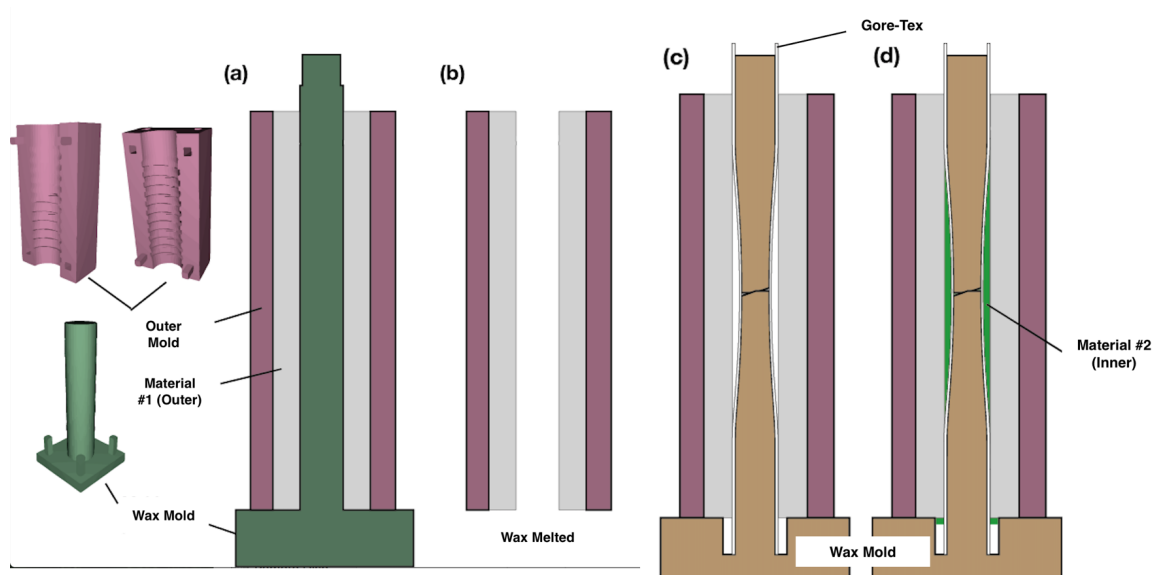 (a)
(b)
Gore-Tex
(c)
(d)
Outer
Mold
Material
#1 (Outer)
Material #2
(Inner)
Wax Mold
Wax Melted
Wax Mold